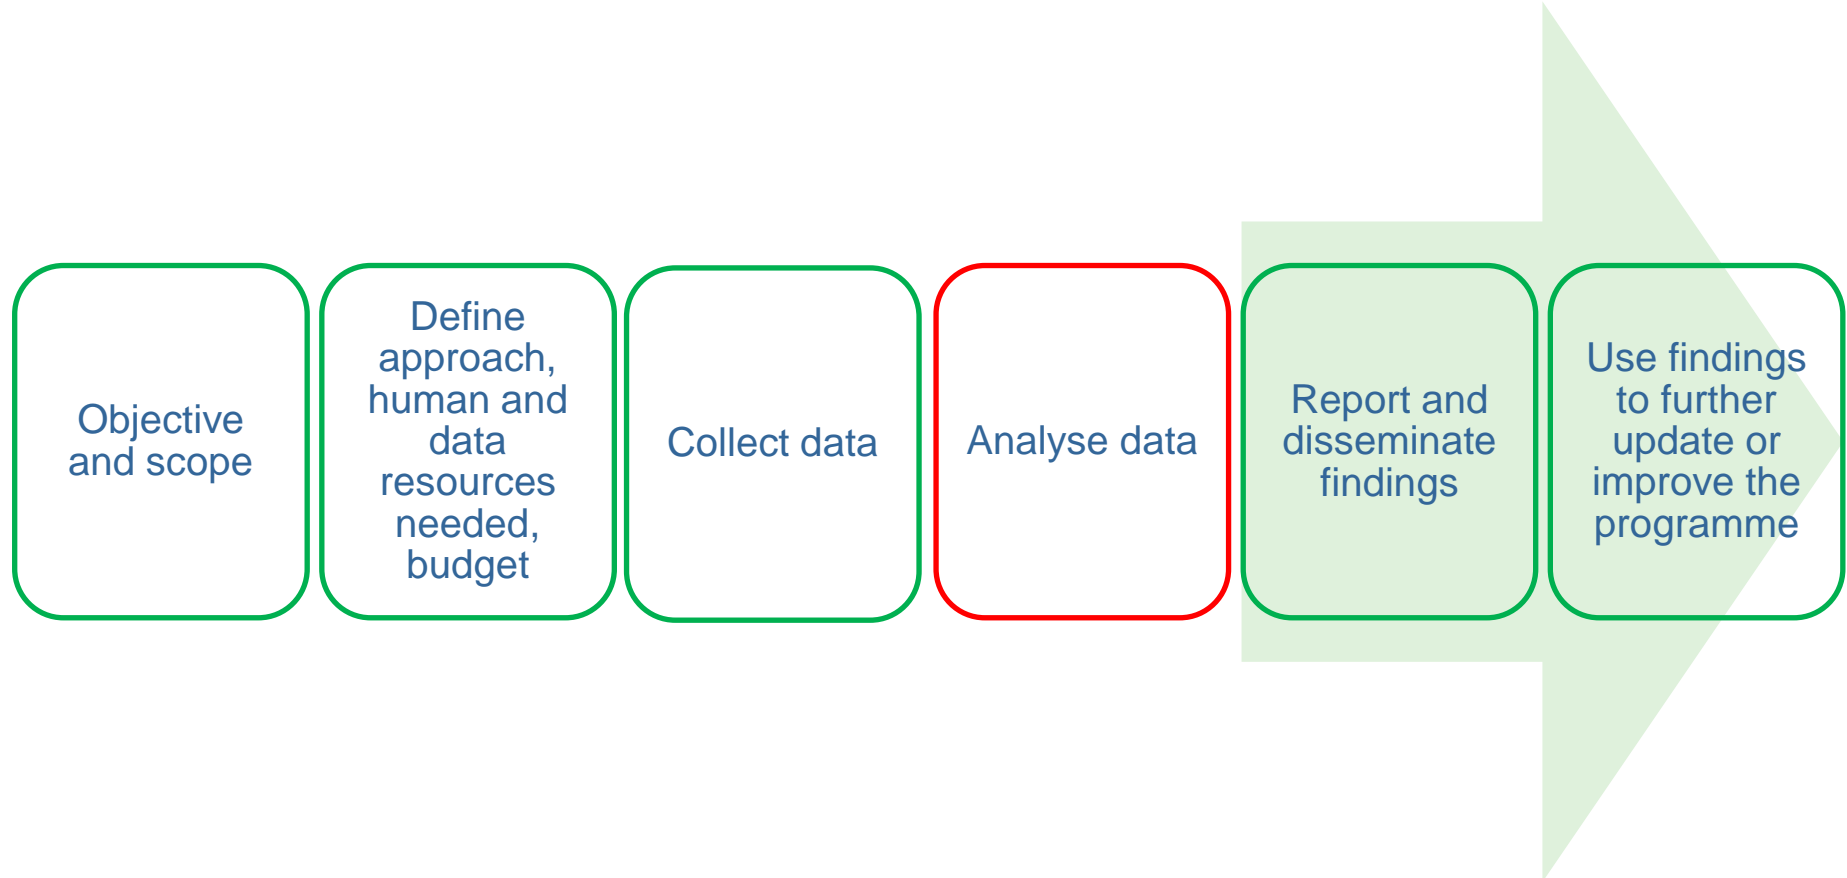 Objective
and scope
Define
approach,
human and
data
resources
needed,
budget
Collect data
Analyse data
Report and
disseminate
findings
Use findings
to further
update or
improve the
programme